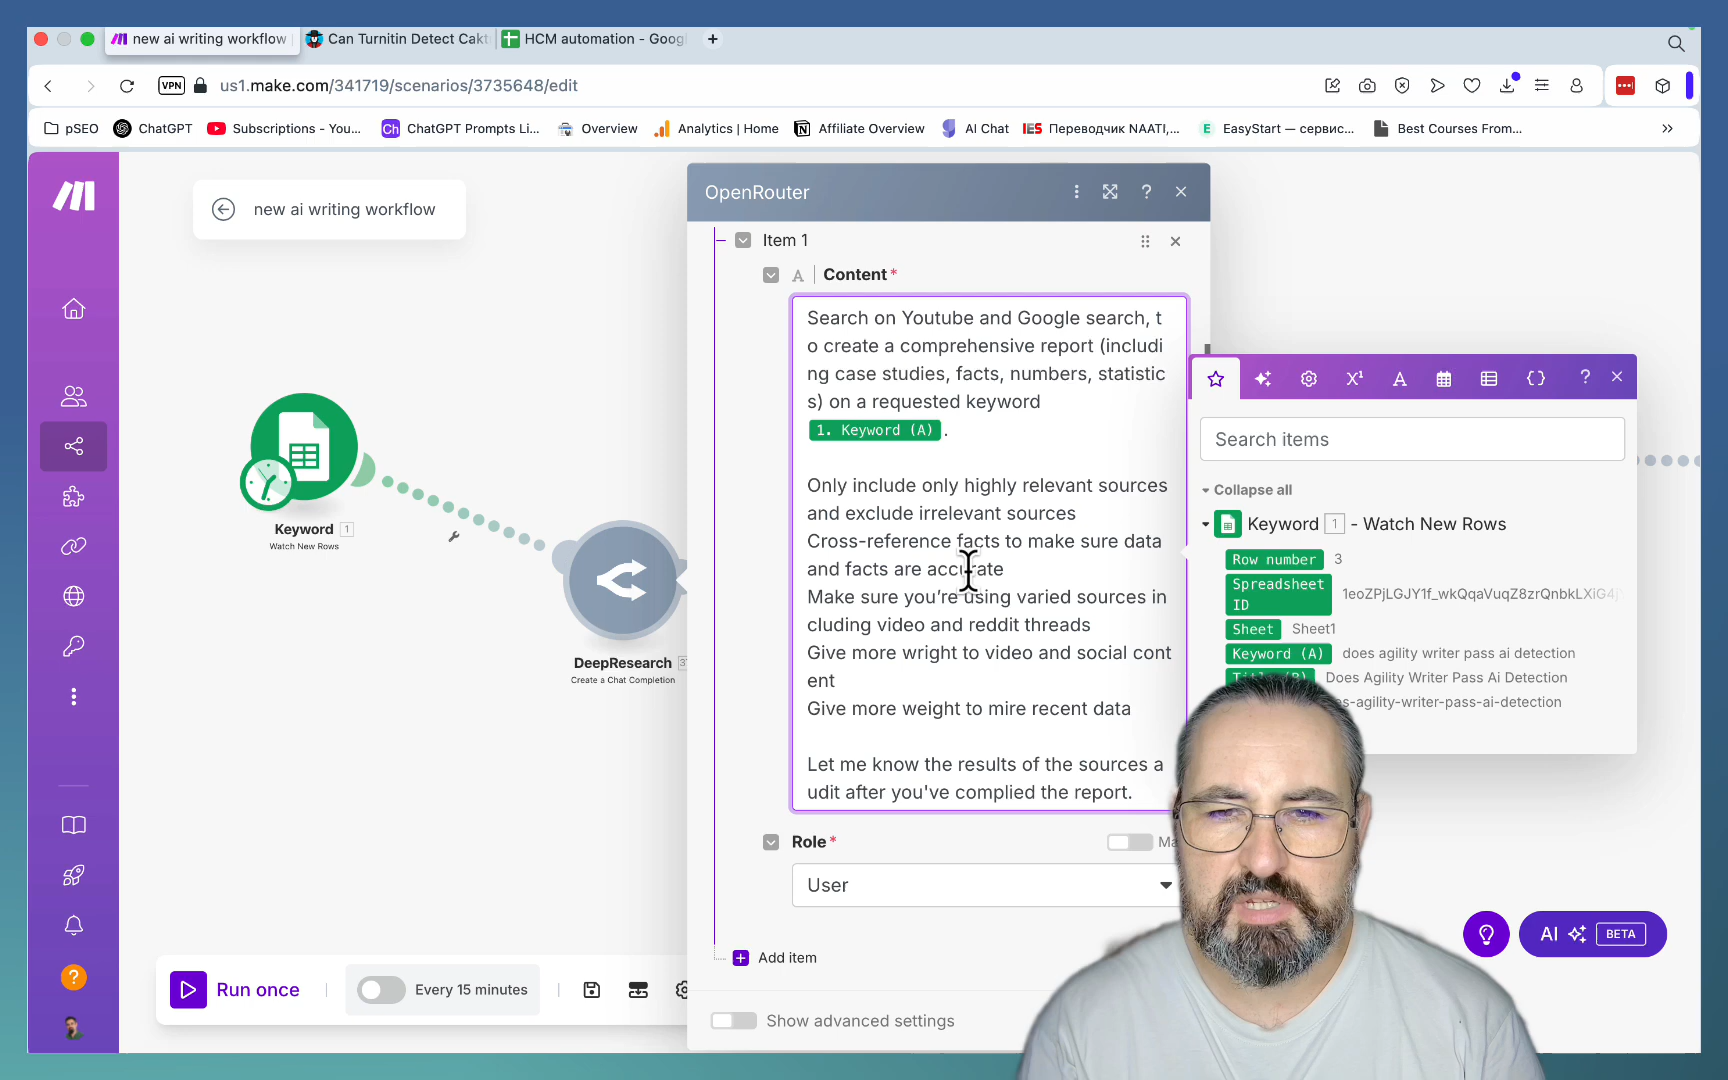 new ai writing workflow
Can Turnitin Detect Cakt
HCM automation - Goog
VPN
us1.make.com/341719/scenarios/3735648/edit
pSEO
ChatGPT
Subscriptions - You...
Ch
ChatGPT Prompts Li...
Overview
Analytics | Home
Affiliate Overview
AI Chat
IES
Переводчик NAATI,...
E
EasyStart — сервис...
Best Courses From...
new ai writing workflow
OpenRouter
Item 1
A
Content*
Search on Youtube and Google search, t
o create a comprehensive report (includi
ng case studies, facts, numbers, statistic
s) on a requested keyword
1. Keyword (A) .
Only include only highly relevant sources
and exclude irrelevant sources
Cross-reference facts to make sure data
and facts are accurate
Make sure you're using varied sources in
cluding video and reddit threads
Give more wright to video and social cont
ent
Give more weight to mire recent data
Let me know the results of the sources a
udit after you've complied the report.
Role*
Ma
User
Add item
Show advanced settings
Search items
Collapse all
Keyword 1 - Watch New Rows
Row number 3
Spreadsheet
ID
1eoZPjLGJY1f_wkQqaVuqZ8zrQnbkLXiG4j
Sheet Sheet1
Keyword (A) does agility writer pass ai detection
Title (B) Does Agility Writer Pass Ai Detection
es-agility-writer-pass-ai-detection
Keyword 1
Watch New Rows
DeepResearch
Create a Chat Completion
Run once
Every 15 minutes
AI
BETA